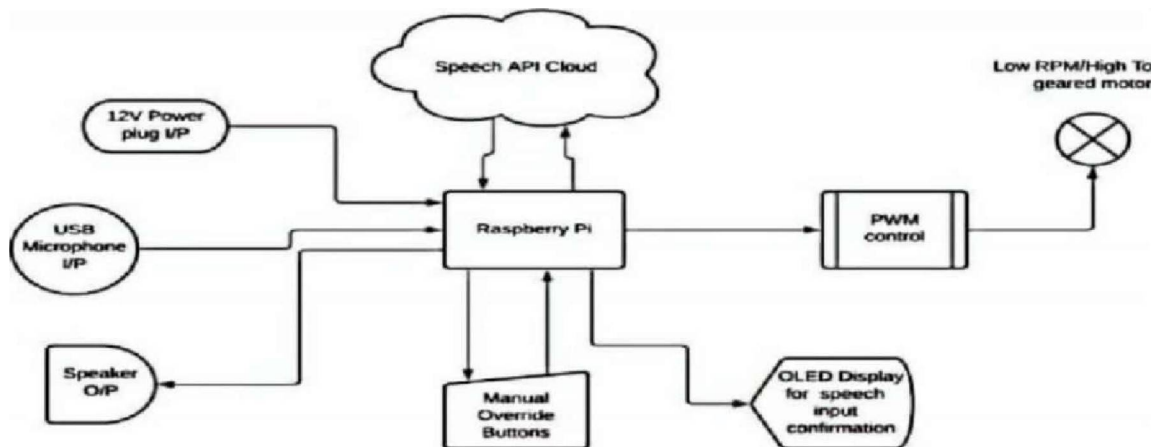 Speech API Cloud
Low RPM/High To
geared motor
12V Power
plug I/P
USB
Microphone
I/P
Raspberry Pi
PWM
control
Speaker
O/P
Manual
Override
Buttons
OLED Display
for speech
input
confirmation